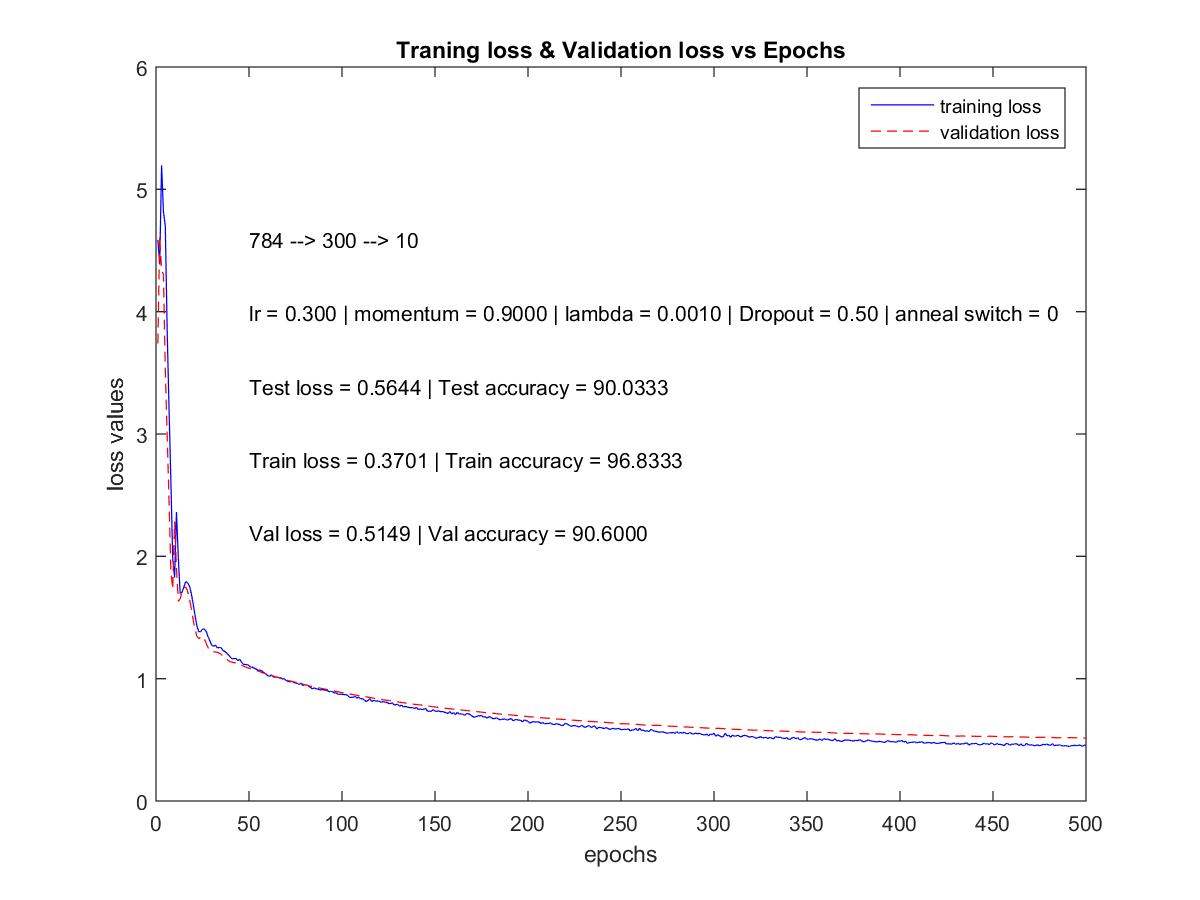 Traning loss & Validation loss vs Epochs
6
5
4
3
2
1
0
loss values
training loss
validation loss
784 --> 300 --> 10
lr = 0.300 | momentum = 0.9000 | lambda = 0.0010 | Dropout = 0.50 | anneal switch = 0
Test loss = 0.5644 | Test accuracy = 90.0333
Train loss = 0.3701 | Train accuracy = 96.8333
Val loss = 0.5149 | Val accuracy = 90.6000
0 50 100 150 200 250 300 350 400 450 500
epochs